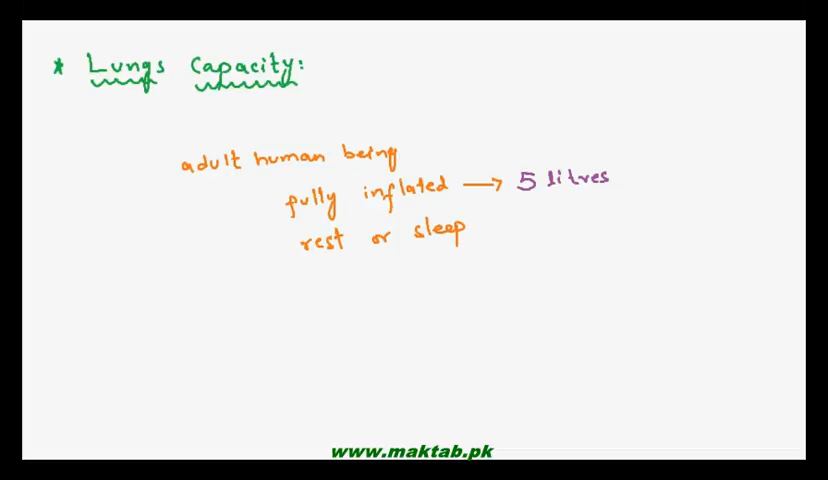 * Lungs Capacity:
adult human being
fully inflated → 5 litres
rest or sleep
www.maktab.pk